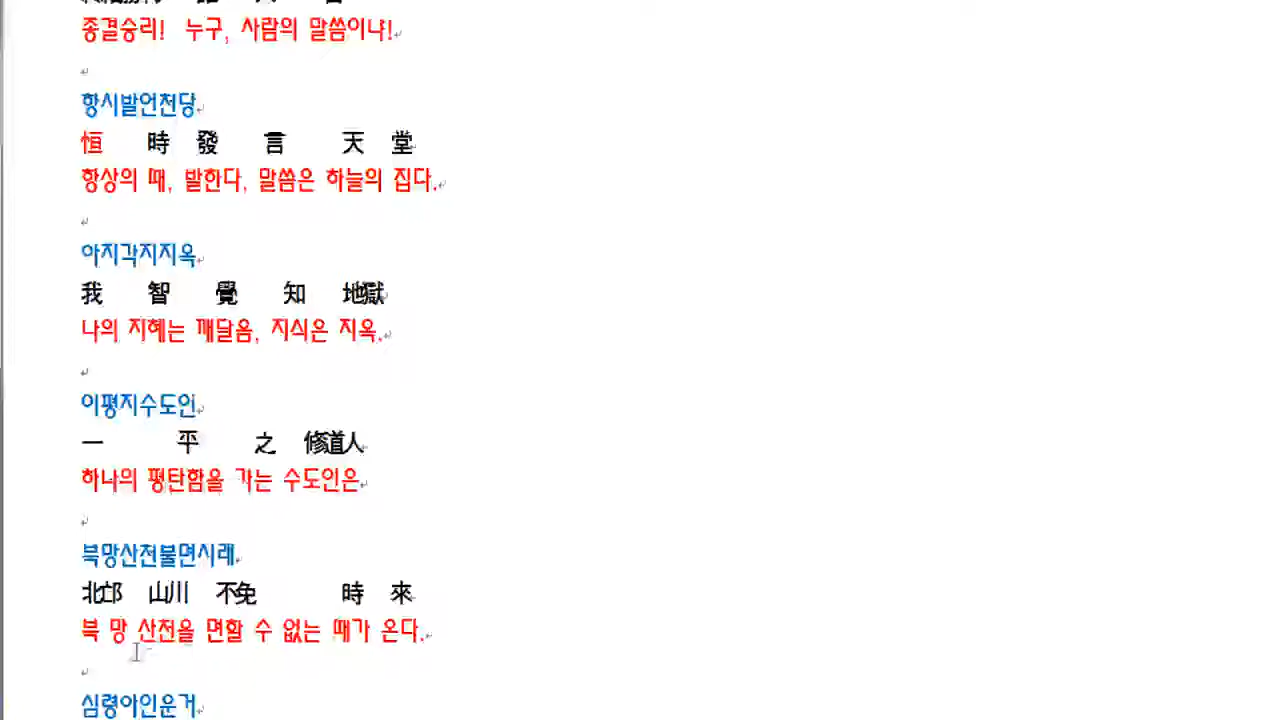 종결승리! 누구, 사람의 말씀이냐!
항시발언천당
恒 時 發 言 天 堂
항상의 때, 발한다, 말씀은 하늘의 집다.
아지각지지옥
我 智 覺 知 地獄
나의 지혜는 깨달음, 지식은 지옥.
이평지수도인
一 平 之 修道人
하나의 평탄함을 가는 수도인은
북망산천불면시래
北邙 山川 不免 時 來
북 망 산천을 면할 수 없는 때가 온다.
심령아인운거